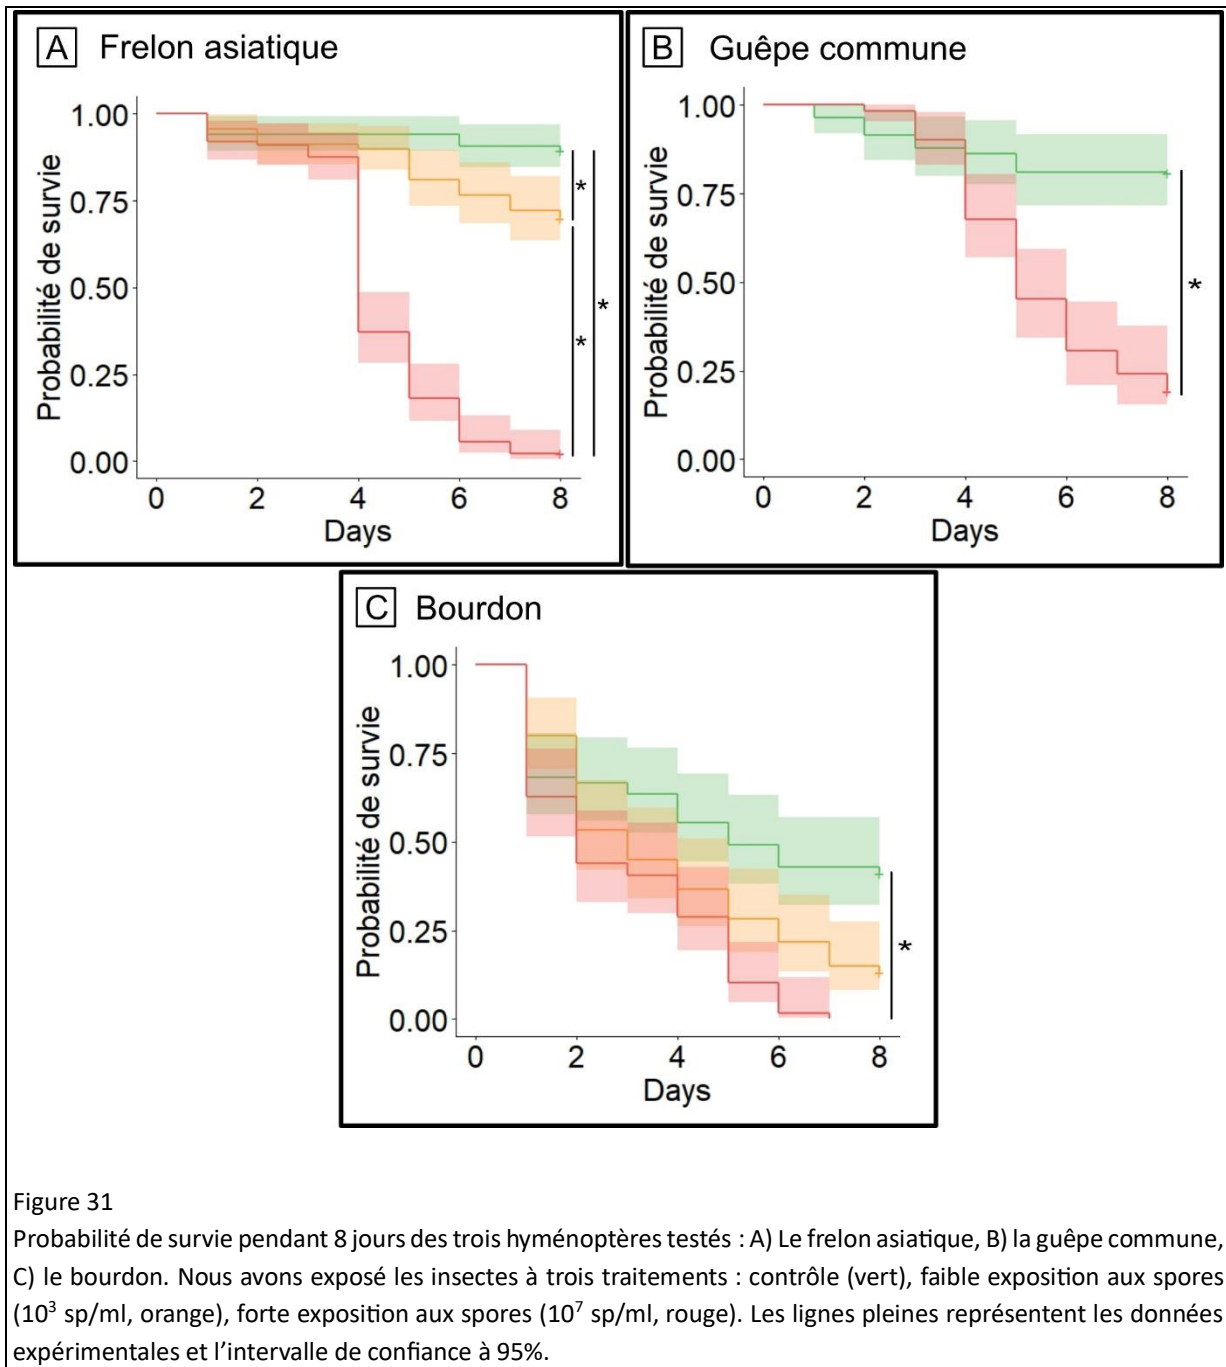 A Frelon asiatique
1.00
0.75
0.50
0.25
0.00
Probabilité de survie
0 2 4 6 8
Days
*
*
*
B Guêpe commune
1.00
0.75
0.50
0.25
0.00
Probabilité de survie
0 2 4 6 8
Days
*
C Bourdon
1.00
0.75
0.50
0.25
0.00
Probabilité de survie
0 2 4 6 8
Days
*
Figure 31
Probabilité de survie pendant 8 jours des trois hyménoptères testés : A) Le frelon asiatique, B) la guêpe commune,
C) le bourdon. Nous avons exposé les insectes à trois traitements : contrôle (vert), faible exposition aux spores
(10³ sp/ml, orange), forte exposition aux spores (10⁷ sp/ml, rouge). Les lignes pleines représentent les données
expérimentales et l’intervalle de confiance à 95%.